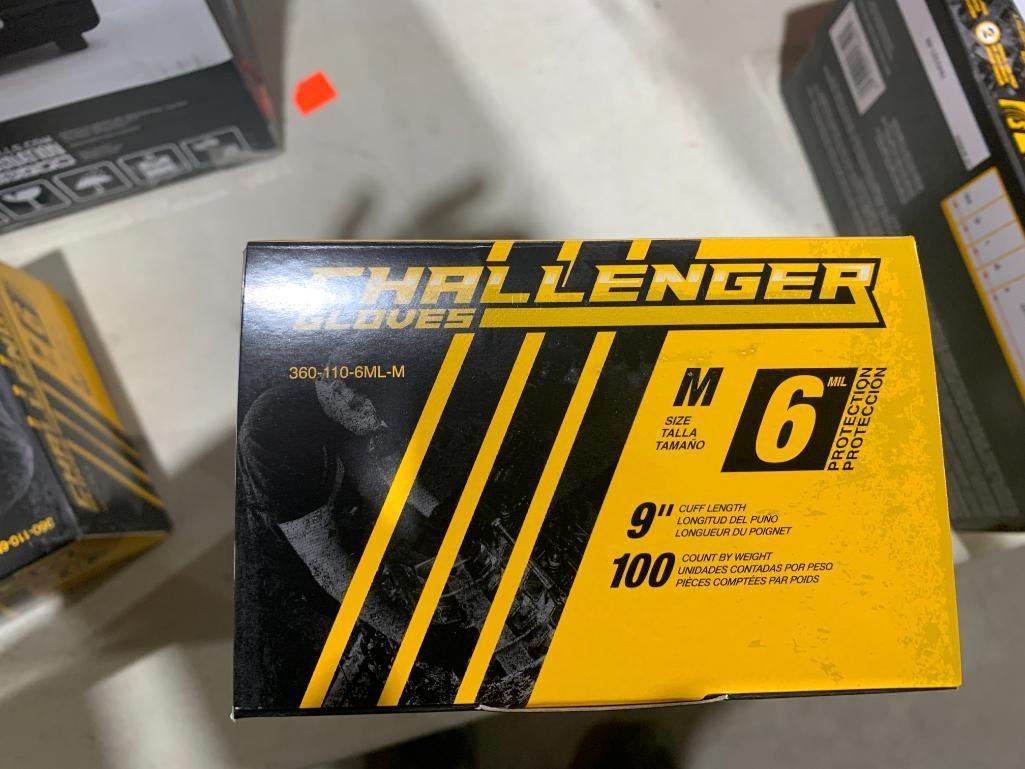 CHALLENGER
GLOVES
360-110-6ML-M
M
SIZE
TALLA
TAMAÑO
6 MIL
PROTECTION
PROTECCIÓN
9"
CUFF LENGTH
LONGITUD DEL PUÑO
LONGUEUR DU POIGNET
100
COUNT BY WEIGHT
UNIDADES CONTADAS POR PESO
PIÈCES COMPTÉES PAR POIDS